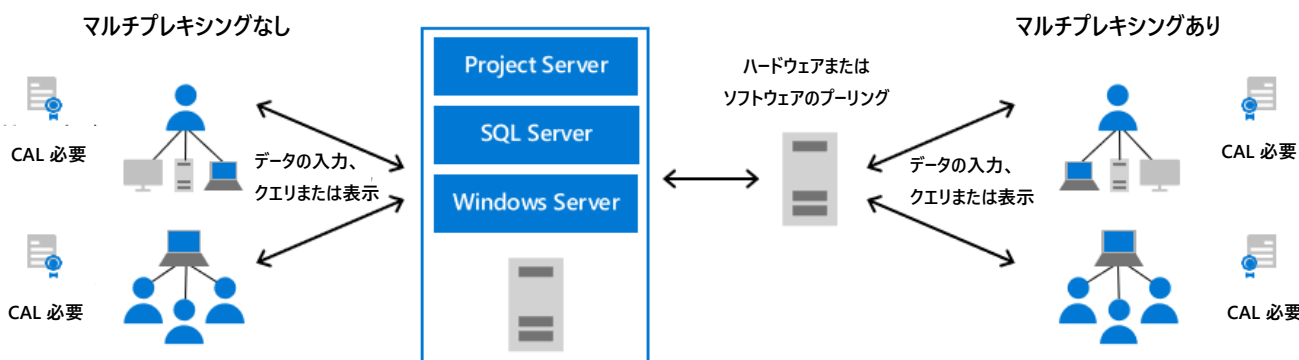 マルチプレキシングなし
CAL 必要
データの入力、
クエリまたは表示
CAL 必要
Project Server
SQL Server
Windows Server
ハードウェアまたは
ソフトウェアのプーリング
マルチプレキシングあり
データの入力、
クエリまたは表示
CAL 必要
CAL 必要